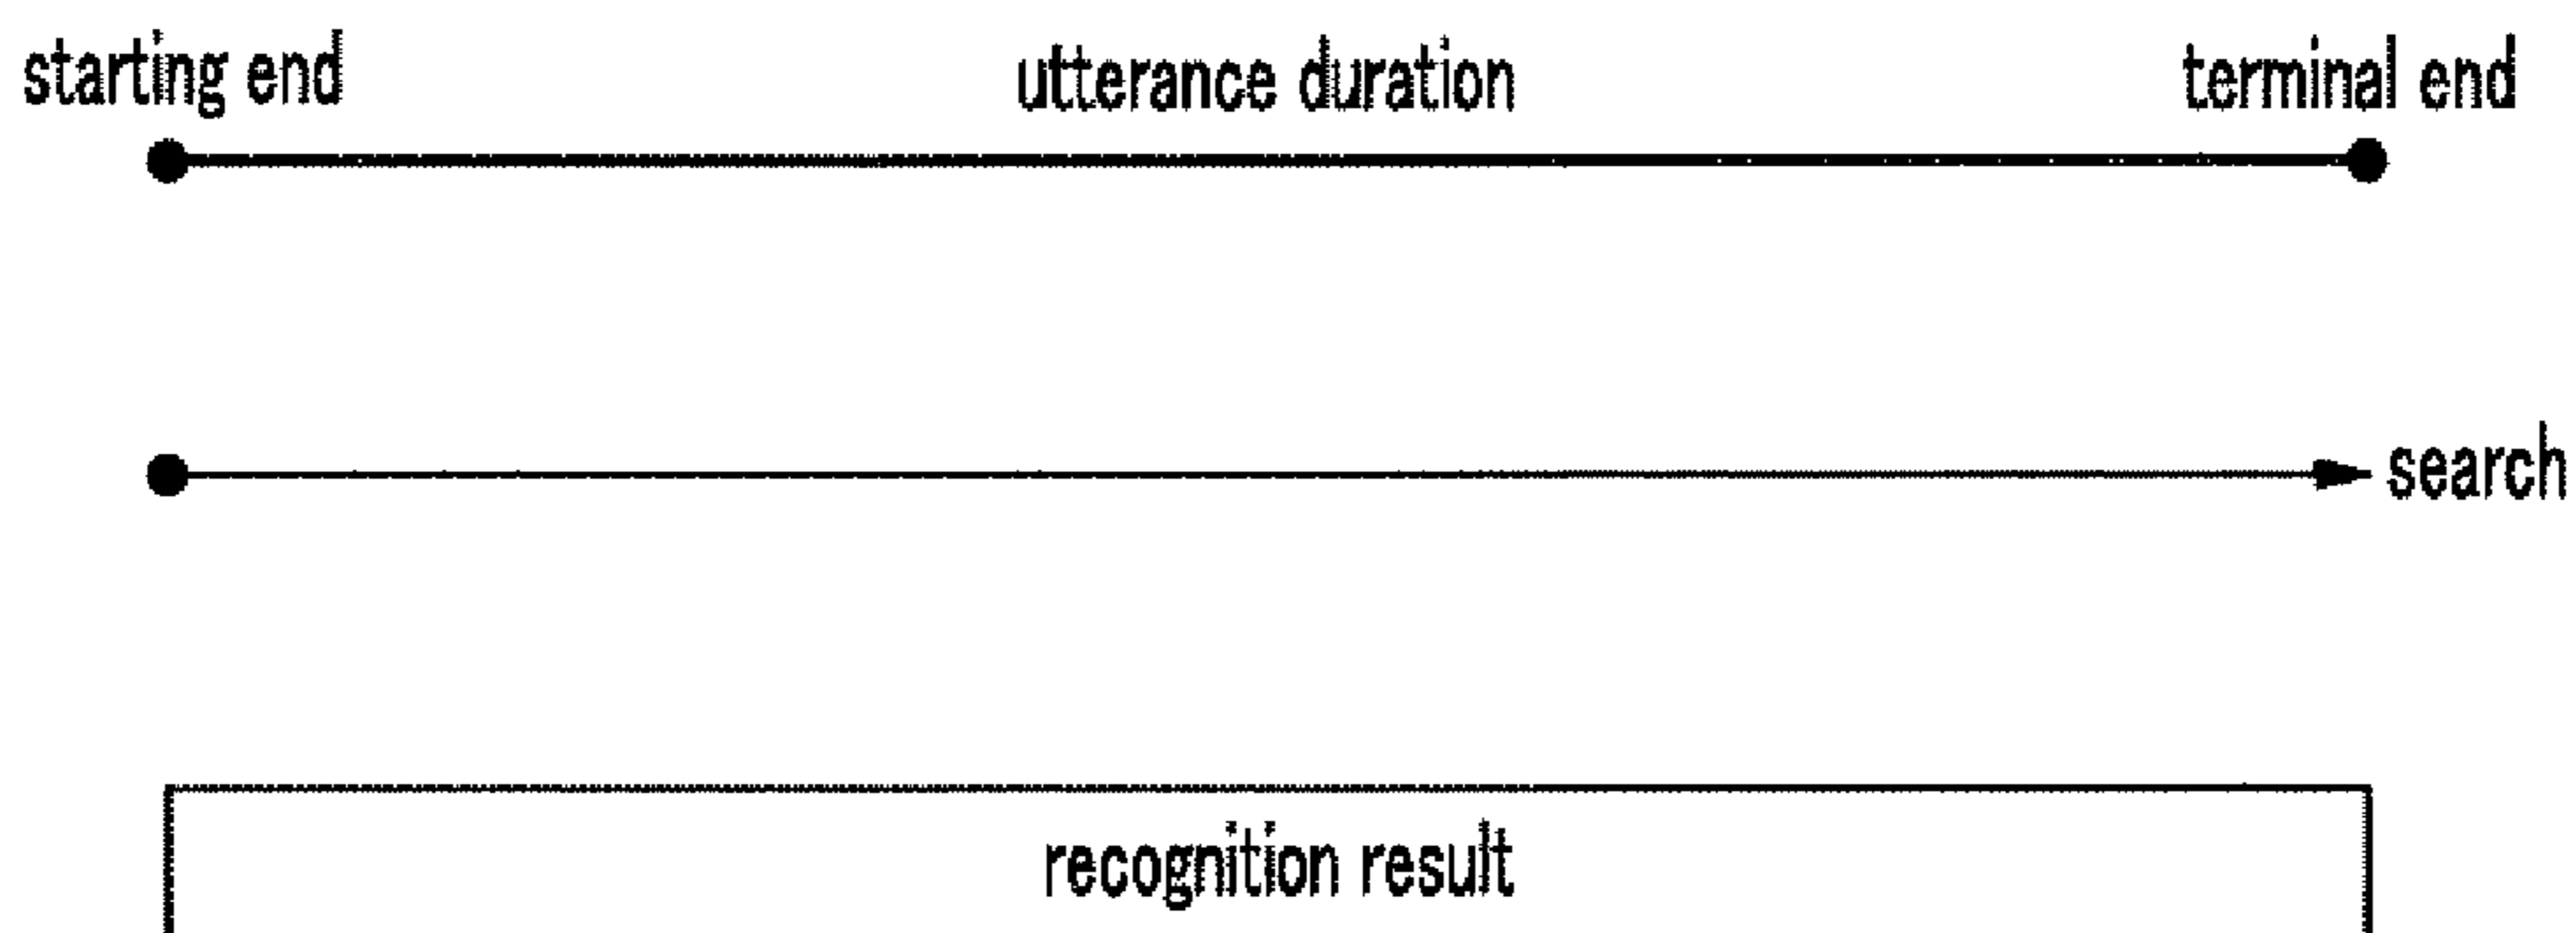 starting end utterance duration terminal end
search
recognition result